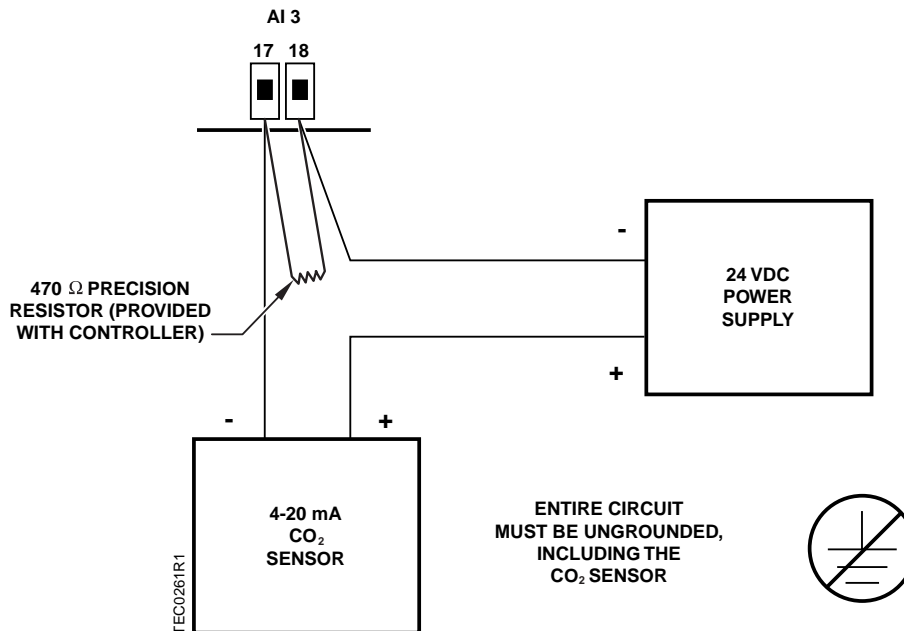 AI 3
17 18
-
24 VDC
POWER
SUPPLY
+
470 Ω PRECISION
RESISTOR (PROVIDED
WITH CONTROLLER)
- +
4-20 mA
CO₂
SENSOR
ENTIRE CIRCUIT
MUST BE UNGROUNDED,
INCLUDING THE
CO₂ SENSOR
TEC0261R1